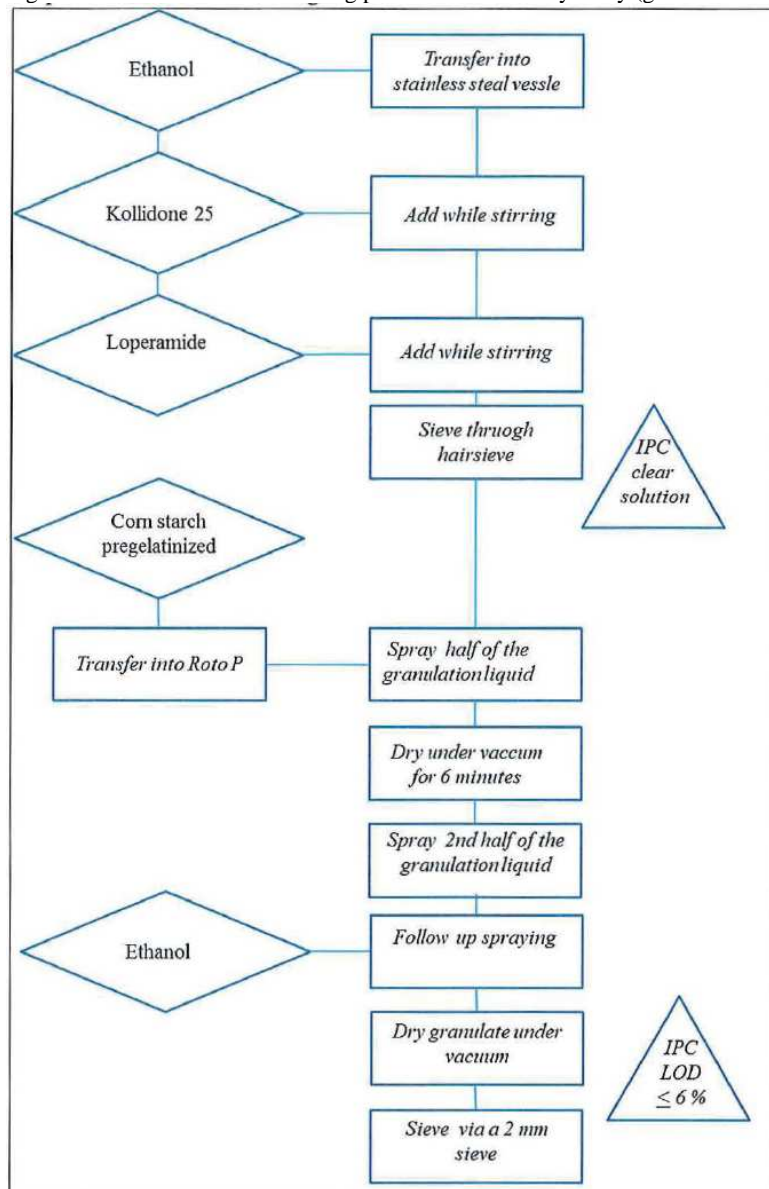 Ethanol
Transfer into
stainless steal vessle
Kollidone 25
Add while stirring
Loperamide
Add while stirring
Sieve thruogh
hairsieve
IPC
clear
solution
Corn starch
pregelatinized
Transfer into Roto P
Spray half of the
granulation liquid
Dry under vaccum
for 6 minutes
Spray 2nd half of the
granulation liquid
Ethanol
Follow up spraying
Dry granulate under
vacuum
IPC
LOD
≤ 6 %
Sieve via a 2 mm
sieve